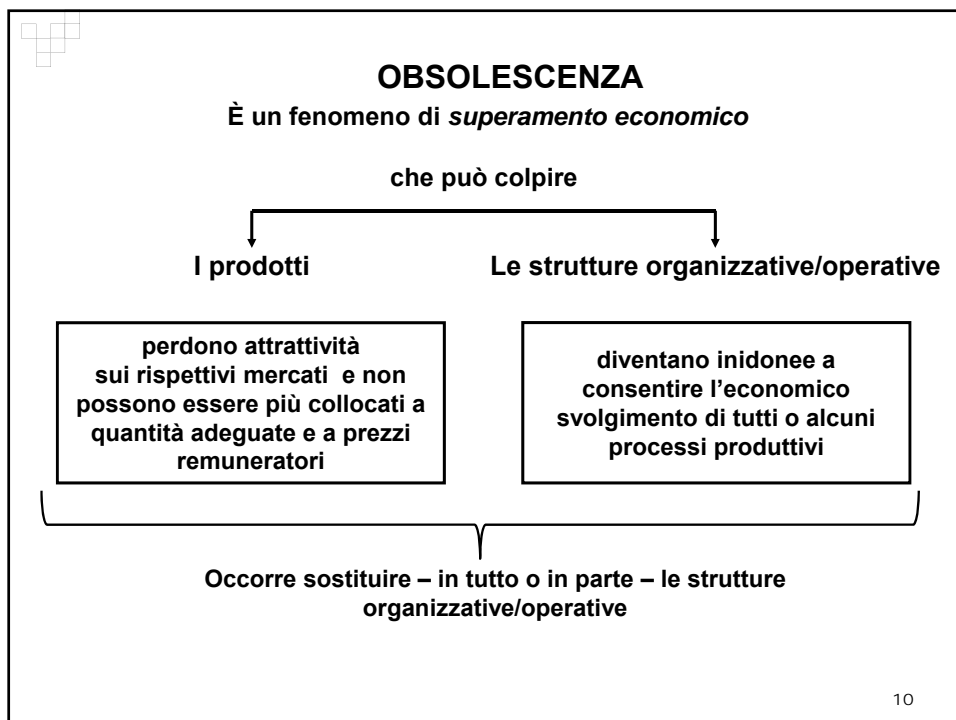 OBSOLESCENZA
È un fenomeno di superamento economico
che può colpire
I prodotti
Le strutture organizzative/operative
perdono attrattività
sui rispettivi mercati e non
possono essere più collocati a
quantità adeguate e a prezzi
remuneratori
diventano inidonee a
consentire l'economico
svolgimento di tutti o alcuni
processi produttivi
Occorre sostituire – in tutto o in parte – le strutture
organizzative/operative
10